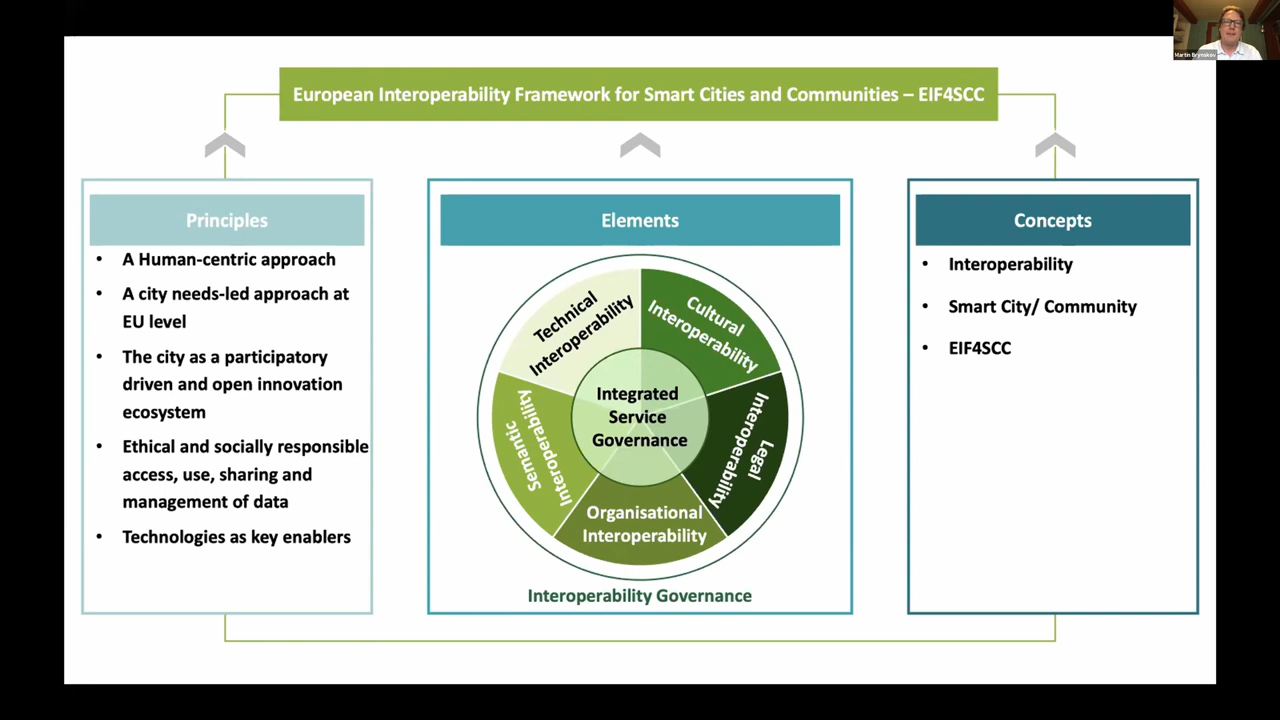 Martin Brynskov
European Interoperability Framework for Smart Cities and Communities – EIF4SCC
Principles
• A Human-centric approach
• A city needs-led approach at
EU level
• The city as a participatory
driven and open innovation
ecosystem
• Ethical and socially responsible
access, use, sharing and
management of data
• Technologies as key enablers
Elements
Technical
Interoperability
Cultural
Interoperability
Semantic
Interoperability
Integrated
Service
Governance
Legal
Interoperability
Organisational
Interoperability
Interoperability Governance
Concepts
• Interoperability
• Smart City/ Community
• EIF4SCC